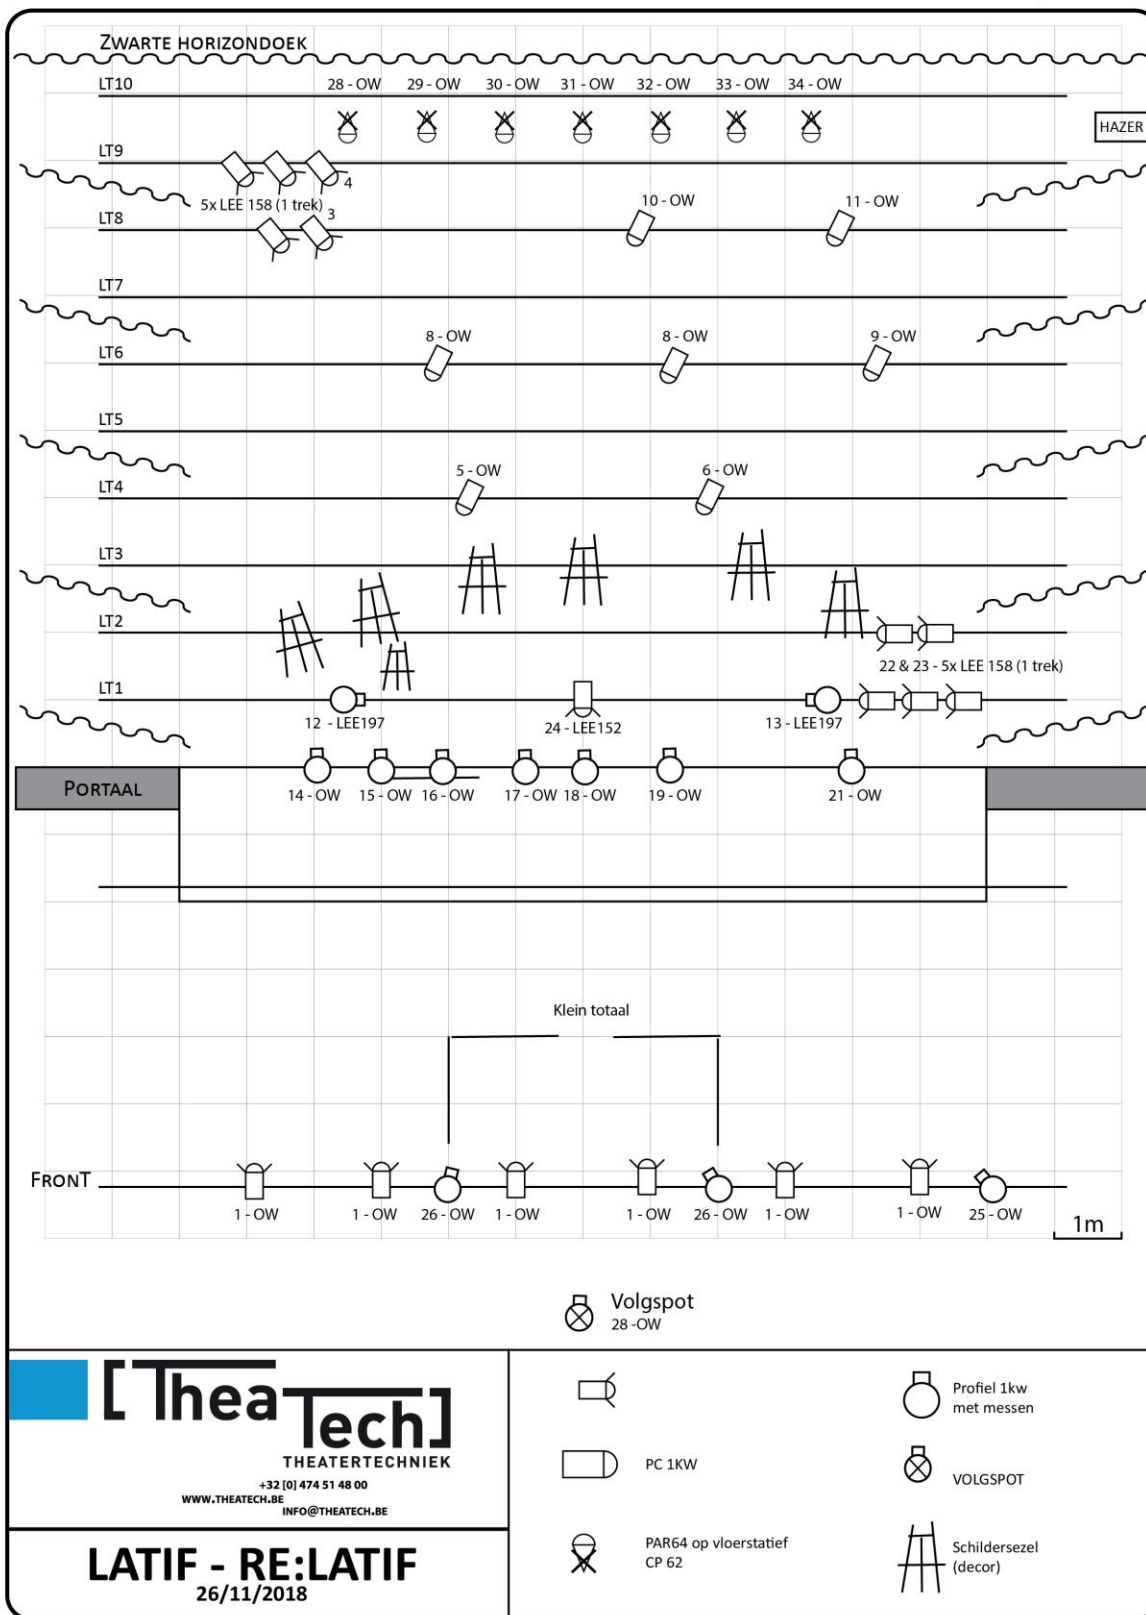 ZWARTE HORIZONDOEK
LT10
28 - OW 29 - OW 30 - OW 31 - OW 32 - OW 33 - OW 34 - OW
HAZER
LT9
4
5x LEE 158 (1 trek)
3
10 - OW 11 - OW
LT8
LT7
8 - OW 8 - OW 9 - OW
LT6
LT5
5 - OW 6 - OW
LT4
LT3
LT2
22 & 23 - 5x LEE 158 (1 trek)
LT1
12 - LEE197 24 - LEE152 13 - LEE197
PORTAAL
14 - OW 15 - OW 16 - OW 17 - OW 18 - OW 19 - OW 21 - OW
Klein totaal
FRONT
1 - OW 1 - OW 26 - OW 1 - OW 1 - OW 26 - OW 1 - OW 1 - OW 25 - OW
1m
Volgspot
28 -OW
[TheaTech]
THEATERTECHNIEK
+32 [0] 474 51 48 00
WWW.THEATECH.BE
INFO@THEATECH.BE
LATIF - RE:LATIF
26/11/2018
Profiel 1kw
met messen
PC 1KW
VOLGSPOT
PAR64 op vloerstatief
CP 62
Schildersezel
(decor)